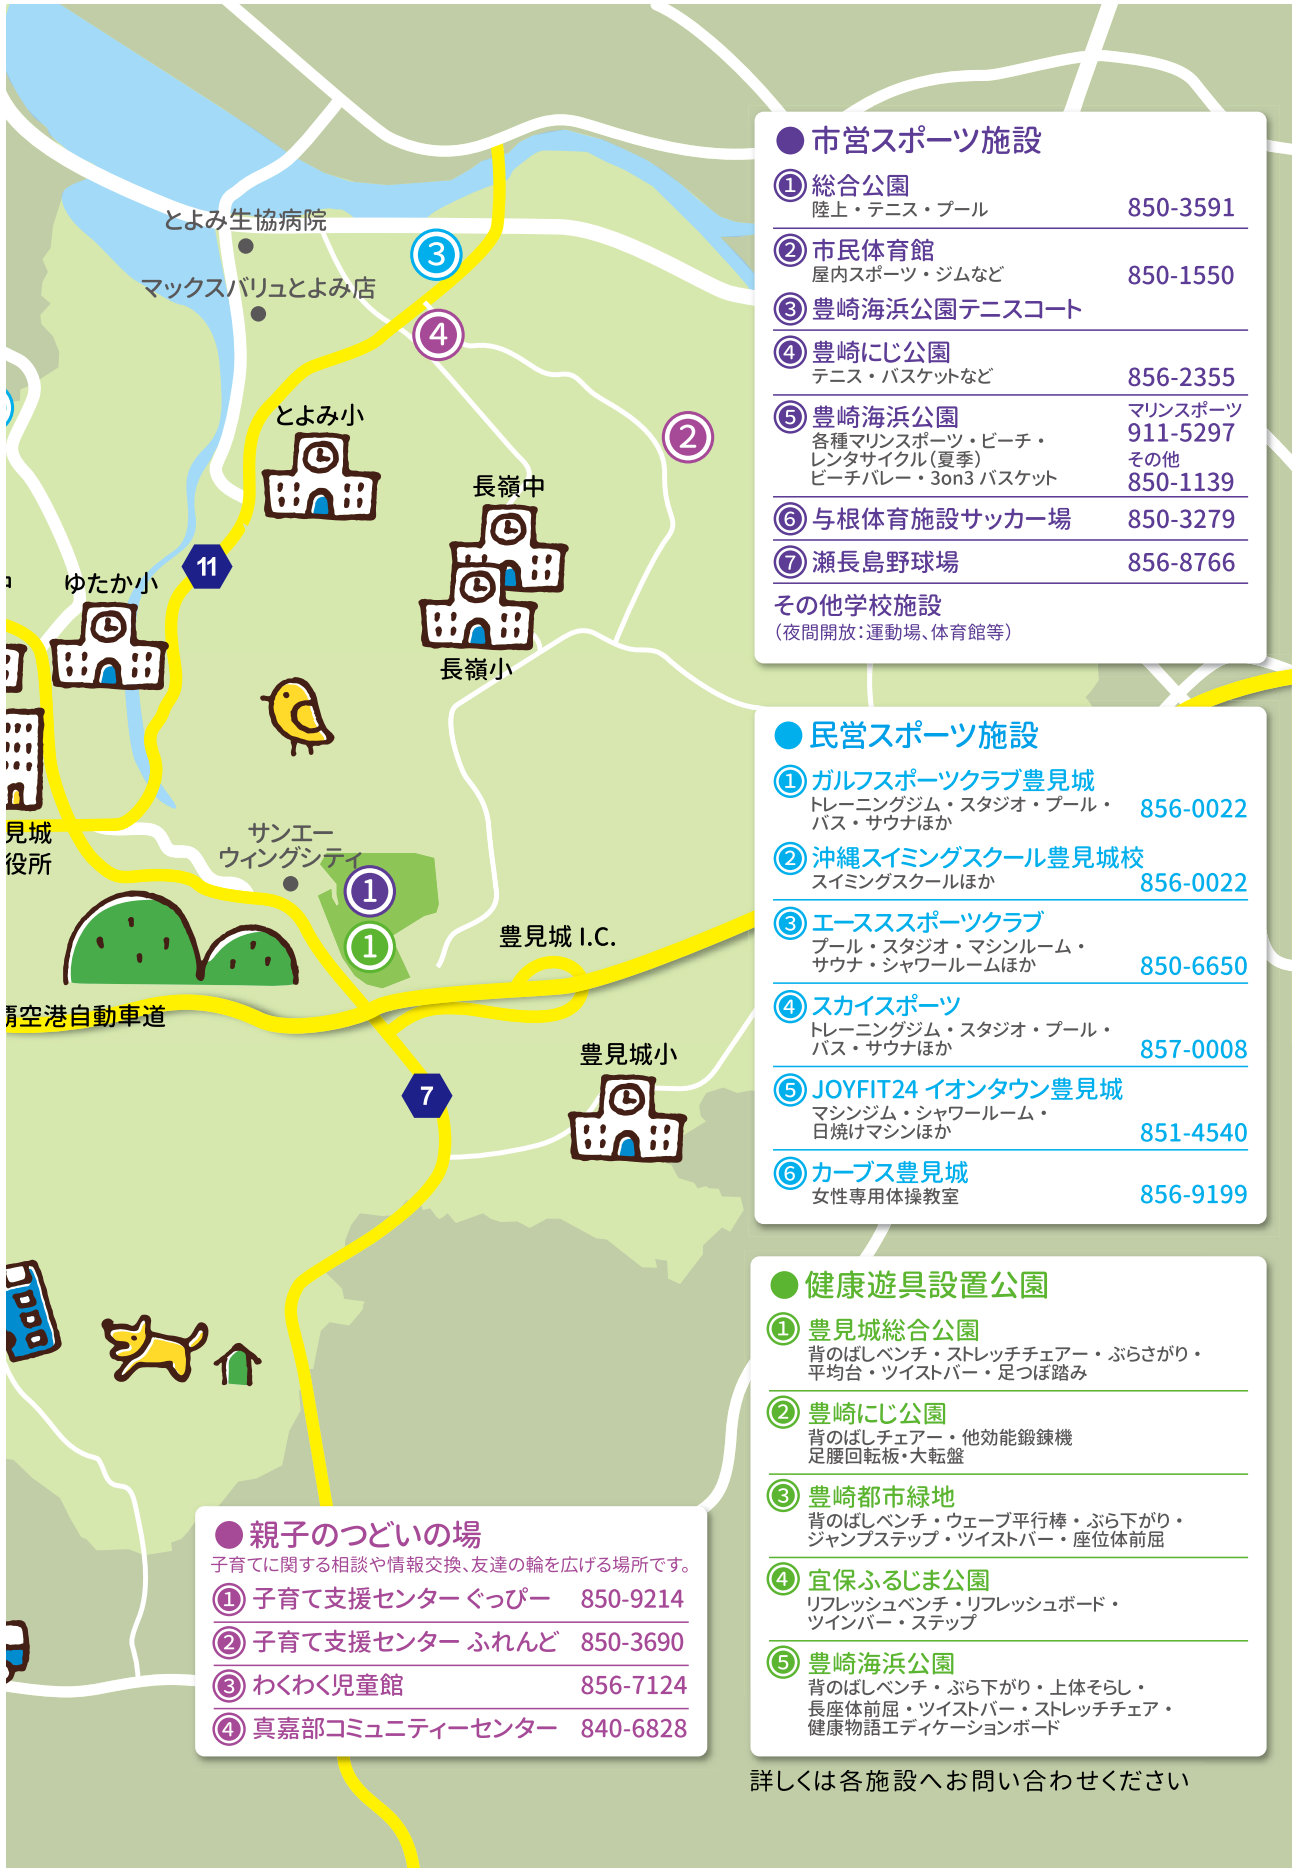 とよみ生協病院
マックスバリュとよみ店
3
4
2
とよみ小
長嶺中
長嶺小
11
ゆたか小
サンエー
ウィングシティ
1
1
見城
役所
豊見城 I.C.
覇空港自動車道
7
豊見城小
●市営スポーツ施設
1 総合公園
陸上・テニス・プール 850-3591
2 市民体育館
屋内スポーツ・ジムなど 850-1550
3 豊崎海浜公園テニスコート
4 豊崎にじ公園
テニス・バスケットなど 856-2355
5 豊崎海浜公園 マリンスポーツ
911-5297
各種マリンスポーツ・ビーチ・
レンタサイクル（夏季） その他
ビーチバレー・3on3 バスケット 850-1139
6 与根体育施設サッカー場 850-3279
7 瀬長島野球場 856-8766
その他学校施設
（夜間開放：運動場、体育館等）
●民営スポーツ施設
1 ガルフスポーツクラブ豊見城
トレーニングジム・スタジオ・プール・ 856-0022
バス・サウナほか
2 沖縄スイミングスクール豊見城校
スイミングスクールほか 856-0022
3 エースススポーツクラブ
プール・スタジオ・マシンルーム・
サウナ・シャワールームほか 850-6650
4 スカイスポーツ
トレーニングジム・スタジオ・プール・
バス・サウナほか 857-0008
5 JOYFIT24 イオンタウン豊見城
マシンジム・シャワールーム・
日焼けマシンほか 851-4540
6 カーブス豊見城
女性専用体操教室 856-9199
●健康遊具設置公園
1 豊見城総合公園
背のばしベンチ・ストレッチチェアー・ぶらさがり・
平均台・ツイストバー・足つぼ踏み
2 豊崎にじ公園
背のばしチェアー・他効能鍛錬機
足腰回転板・大転盤
3 豊崎都市緑地
背のばしベンチ・ウェーブ平行棒・ぶら下がり・
ジャンプステップ・ツイストバー・座位体前屈
4 宜保ふるじま公園
リフレッシュベンチ・リフレッシュボード・
ツインバー・ステップ
5 豊崎海浜公園
背のばしベンチ・ぶら下がり・上体そらし・
長座体前屈・ツイストバー・ストレッチチェア・
健康物語エディケーションボード
詳しくは各施設へお問い合わせください
●親子のつどいの場
子育てに関する相談や情報交換、友達の輪を広げる場所です。
1 子育て支援センター ぐっぴー 850-9214
2 子育て支援センター ふれんど 850-3690
3 わくわく児童館 856-7124
4 真嘉部コミュニティーセンター 840-6828